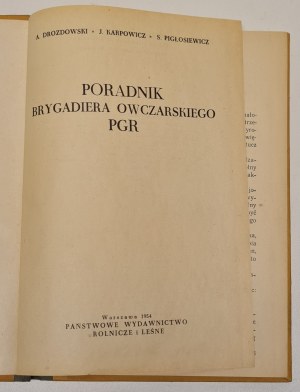 A. DROZDOWSKI • J. KARPOWICZ • S. PIGŁOSIEWICZ
PORADNIK
BRYGADIERA OWCZARSKIEGO
PGR
Warszawa 1954
PAŃSTWOWE WYDAWNICTWO
ROLNICZE i LEŚNE